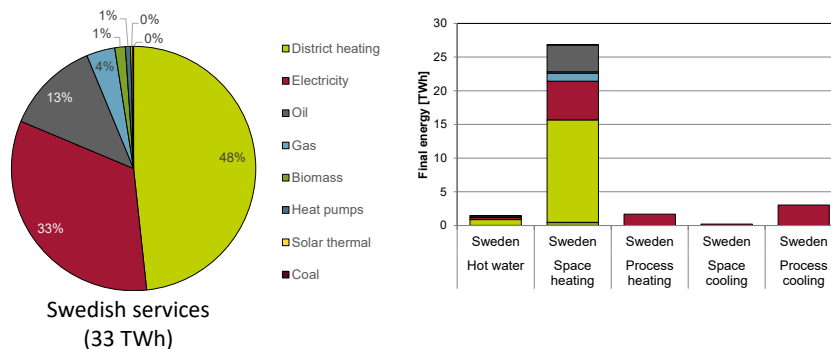 1%
0%
1%
0%
4%
13%
48%
33%
Swedish services
(33 TWh)
District heating
Electricity
Oil
Gas
Biomass
Heat pumps
Solar thermal
Coal
Final energy [TWh]
30
25
20
15
10
5
0
Sweden Sweden Sweden Sweden Sweden
Hot water Space heating Process heating Space cooling Process cooling